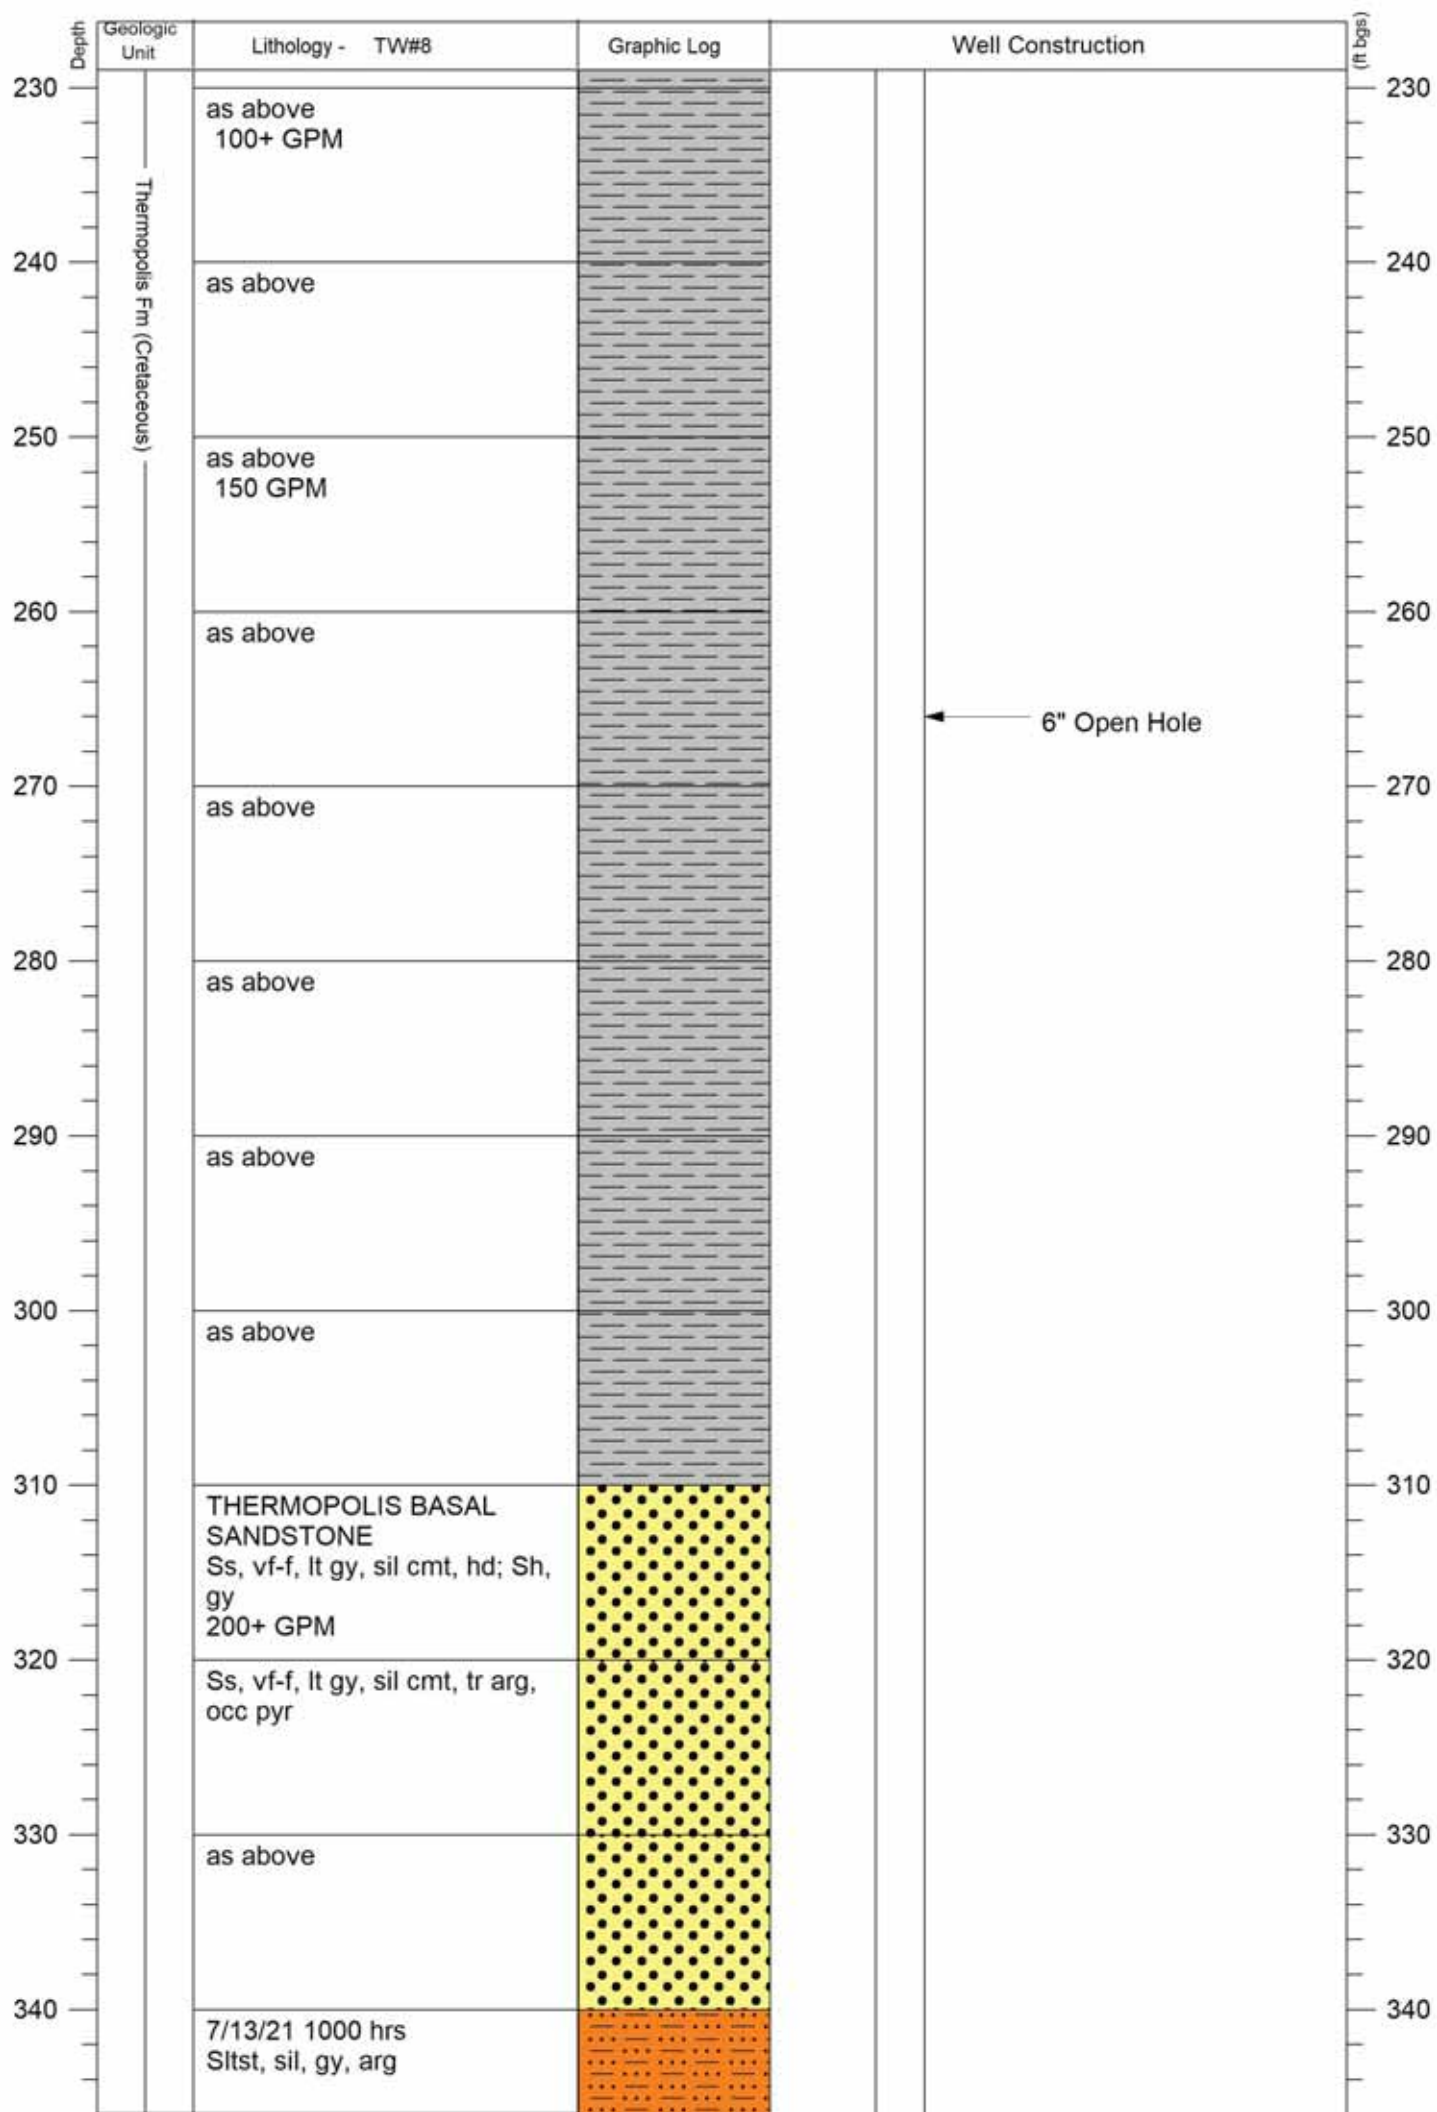 Depth
Geologic
Unit
Lithology - TW#8
Graphic Log
Well Construction
(ft bgs)
230
as above
100+ GPM
230
Thermopolis Fm (Cretaceous)
240
as above
240
250
as above
150 GPM
250
260
as above
260
6" Open Hole
270
as above
270
280
as above
280
290
as above
290
300
as above
300
310
THERMOPOLIS BASAL
SANDSTONE
Ss, vf-f, lt gy, sil cmt, hd; Sh,
gy
200+ GPM
310
320
Ss, vf-f, lt gy, sil cmt, tr arg,
occ pyr
320
330
as above
330
340
7/13/21 1000 hrs
Sltst, sil, gy, arg
340